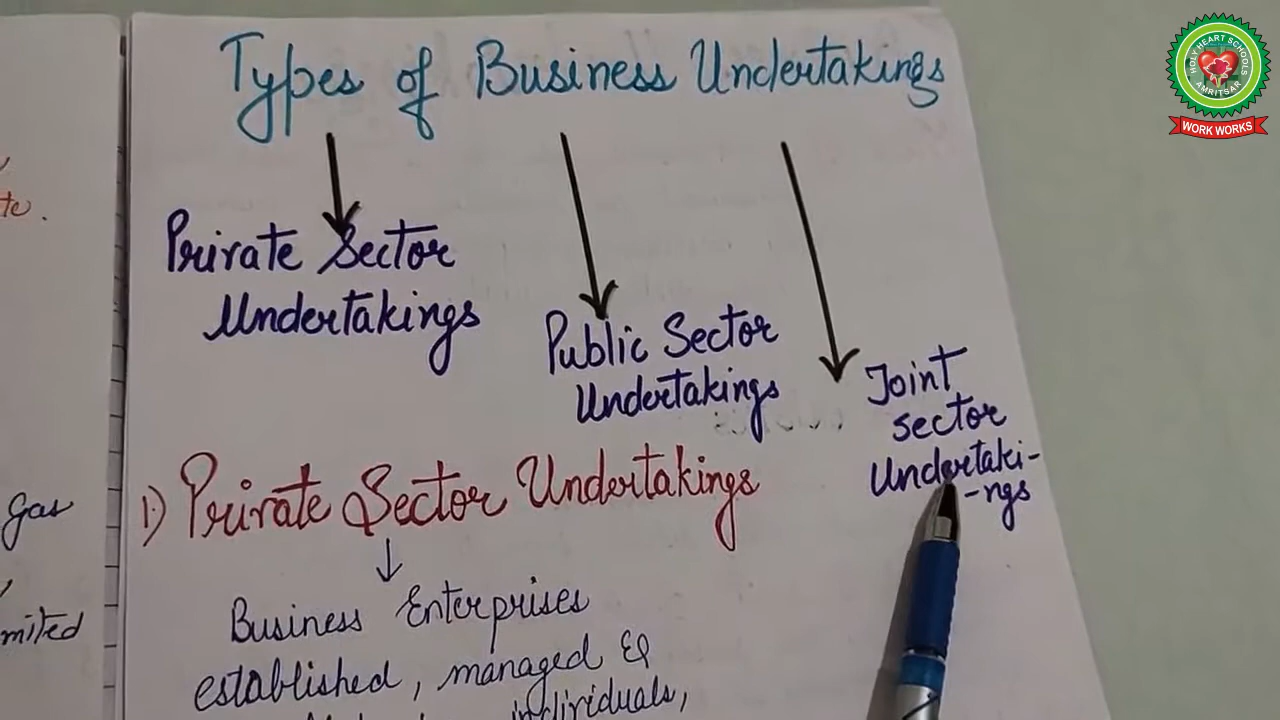 Types of Business Undertakings
Private Sector
Undertakings
Public Sector
Undertakings
Joint
sector
Undertaki-
-ngs
1) Private Sector Undertakings
Business Enterprises
established, managed &
individuals,
te.
Gas
mited
HOLY HEART SCHOOLS
AMRITSAR
WORK WORKS